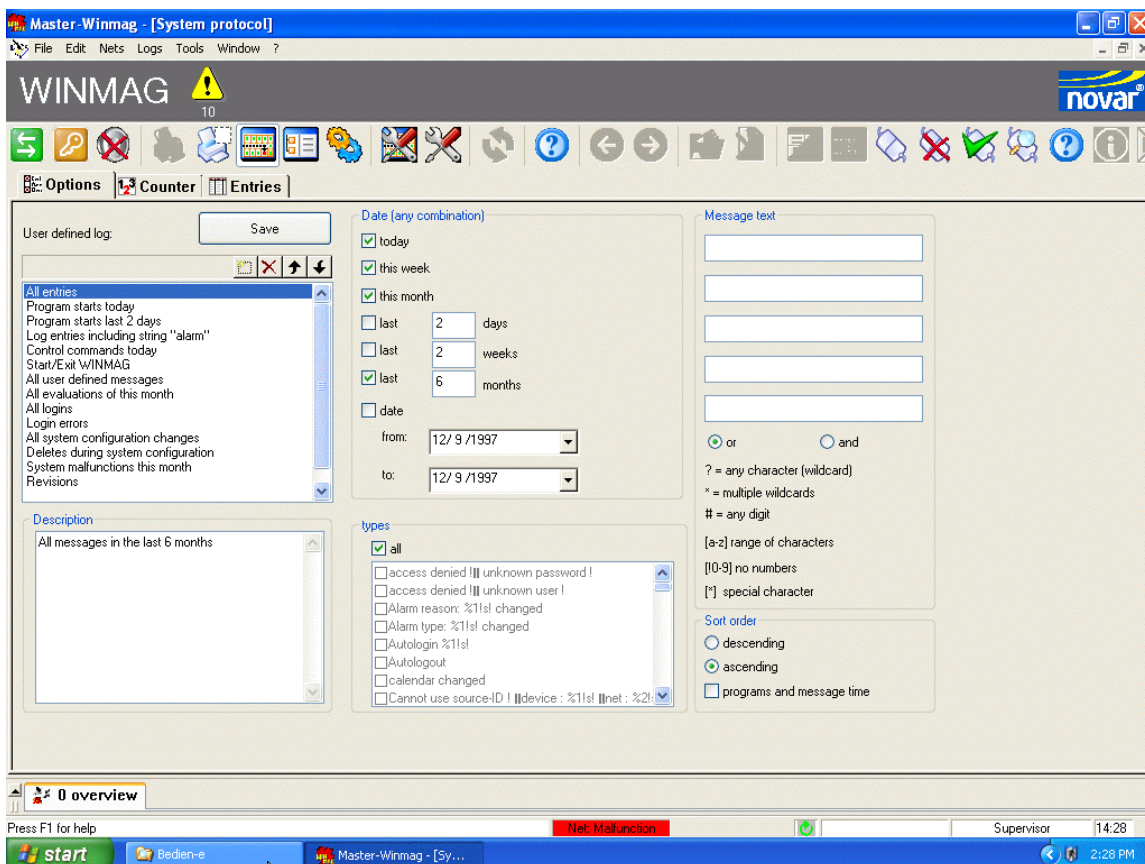 Master-Winmag - [System protocol]
File Edit Nets Logs Tools Window ?
WINMAG
10
novar®
Options
Counter
Entries
User defined log:
Save
All entries
Program starts today
Program starts last 2 days
Log entries including string "alarm"
Control commands today
Start/Exit WINMAG
All user defined messages
All evaluations of this month
All logins
Login errors
All system configuration changes
Deletes during system configuration
System malfunctions this month
Revisions
Description
All messages in the last 6 months
Date (any combination)
today
this week
this month
last 2 days
last 2 weeks
last 6 months
date
from: 12/ 9 /1997
to: 12/ 9 /1997
types
all
access denied !|| unknown password !
access denied !|| unknown user !
Alarm reason: %1!s! changed
Alarm type: %1!s! changed
Autologin %1!s!
Autologout
calendar changed
Cannot use source-ID ! ||device : %1!s! ||net : %2!
Message text
or
and
? = any character (wildcard)
* = multiple wildcards
# = any digit
[a-z] range of characters
[!0-9] no numbers
[*] special character
Sort order
descending
ascending
programs and message time
0 overview
Press F1 for help
Net: Malfunction
Supervisor
14:28
start
Bedien-e
Master-Winmag - [Sy...
2:28 PM